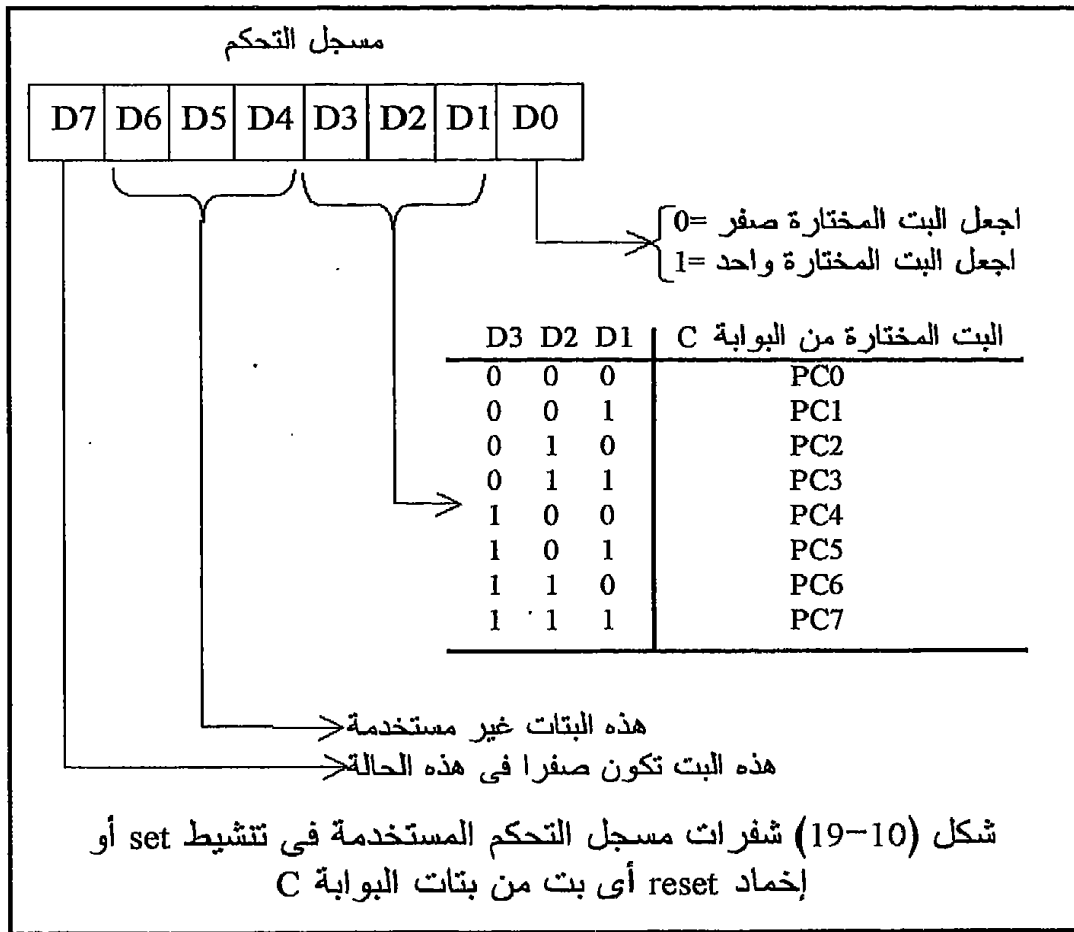 مسجل التحكم
D7 D6 D5 D4 D3 D2 D1 D0
اجعل البت المختارة صفر =0
اجعل البت المختارة واحد =1
D3 D2 D1 البت المختارة من البوابة C
0 0 0 PC0
0 0 1 PC1
0 1 0 PC2
0 1 1 PC3
1 0 0 PC4
1 0 1 PC5
1 1 0 PC6
1 1 1 PC7
هذه البتات غير مستخدمة
هذه البت تكون صفرا فى هذه الحالة
شكل (10-19) شفرات مسجل التحكم المستخدمة فى تنشيط set أو
إخماد reset أى بت من بتات البوابة C